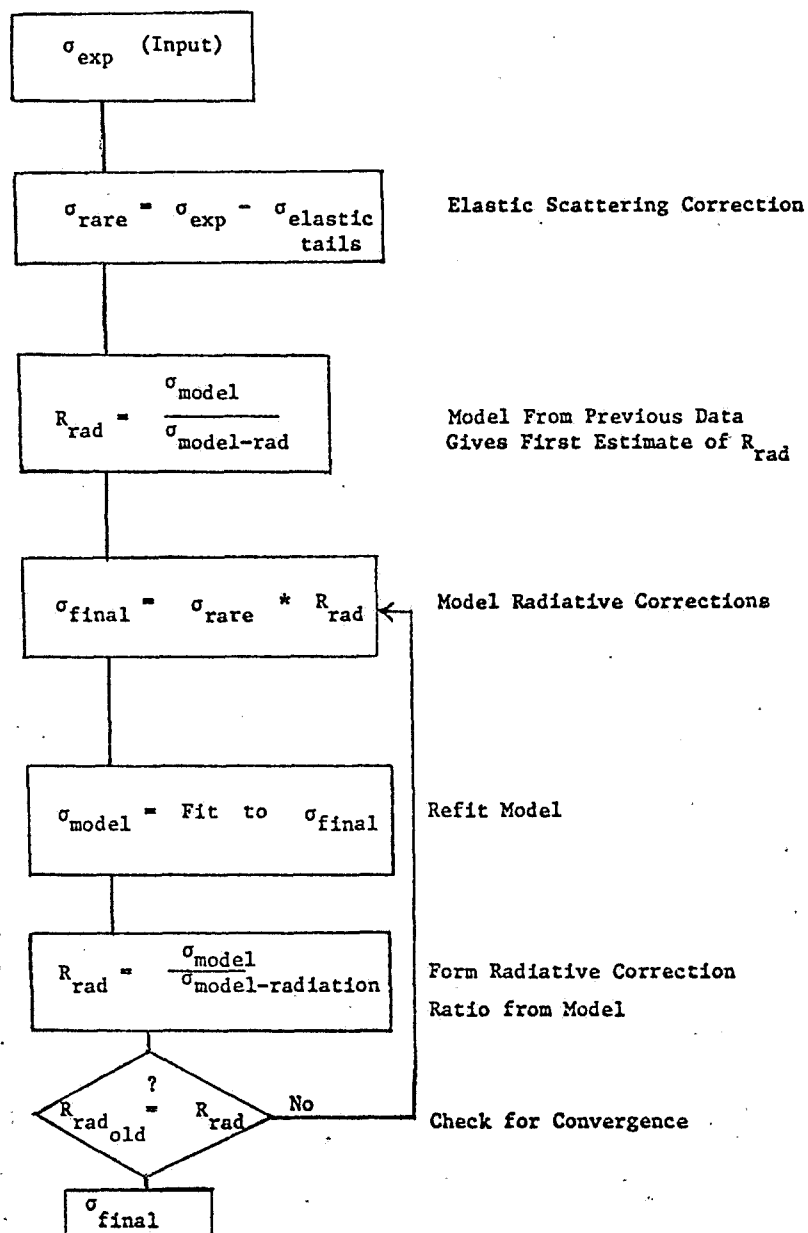 σexp (Input)
σrare = σexp - σelastic tails
Elastic Scattering Correction
Rrad = σmodel / σmodel-rad
Model From Previous Data
Gives First Estimate of Rrad
σfinal = σrare * Rrad
Model Radiative Corrections
σmodel = Fit to σfinal
Refit Model
Rrad = σmodel / σmodel-radiation
Form Radiative Correction
Ratio from Model
?
Rrad old = Rrad
No
Check for Convergence
σfinal